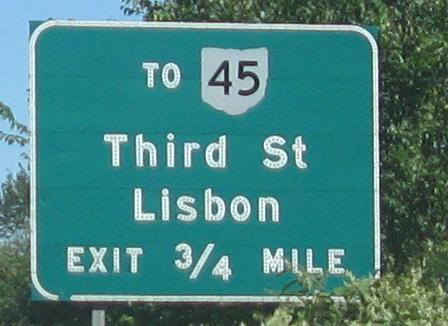 TO 45
Third St
Lisbon
EXIT 3/4 MILE